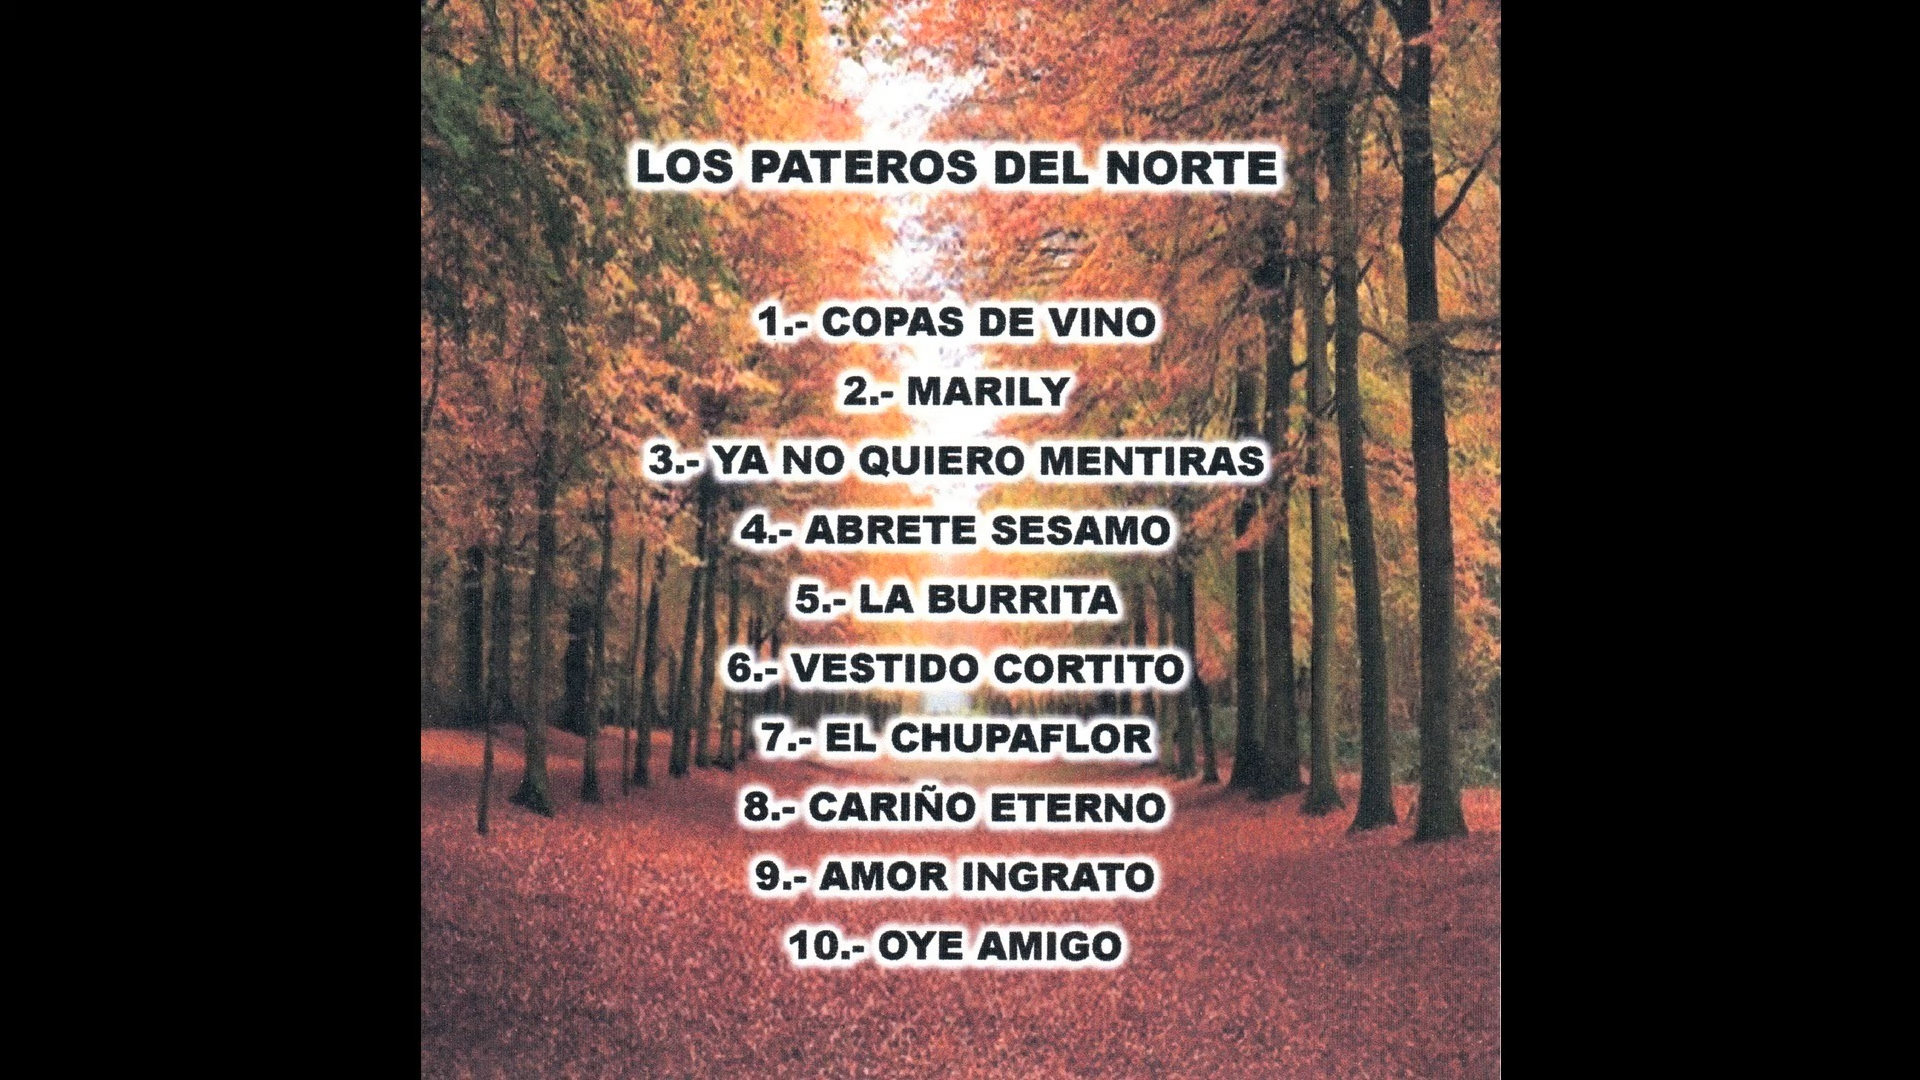 LOS PATEROS DEL NORTE
1.- COPAS DE VINO
2.- MARILY
3.- YA NO QUIERO MENTIRAS
4.- ABRETE SESAMO
5.- LA BURRITA
6.- VESTIDO CORTITO
7.- EL CHUPAFLOR
8.- CARIÑO ETERNO
9.- AMOR INGRATO
10.- OYE AMIGO